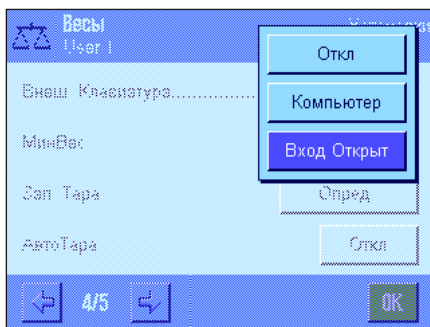 Весы
User 1
Откл
Внеш Клавиатура
Компьютер
МинВес
Вход Открыт
Зап Тара
Опред
АвтоТара
Откл
4/5
OK